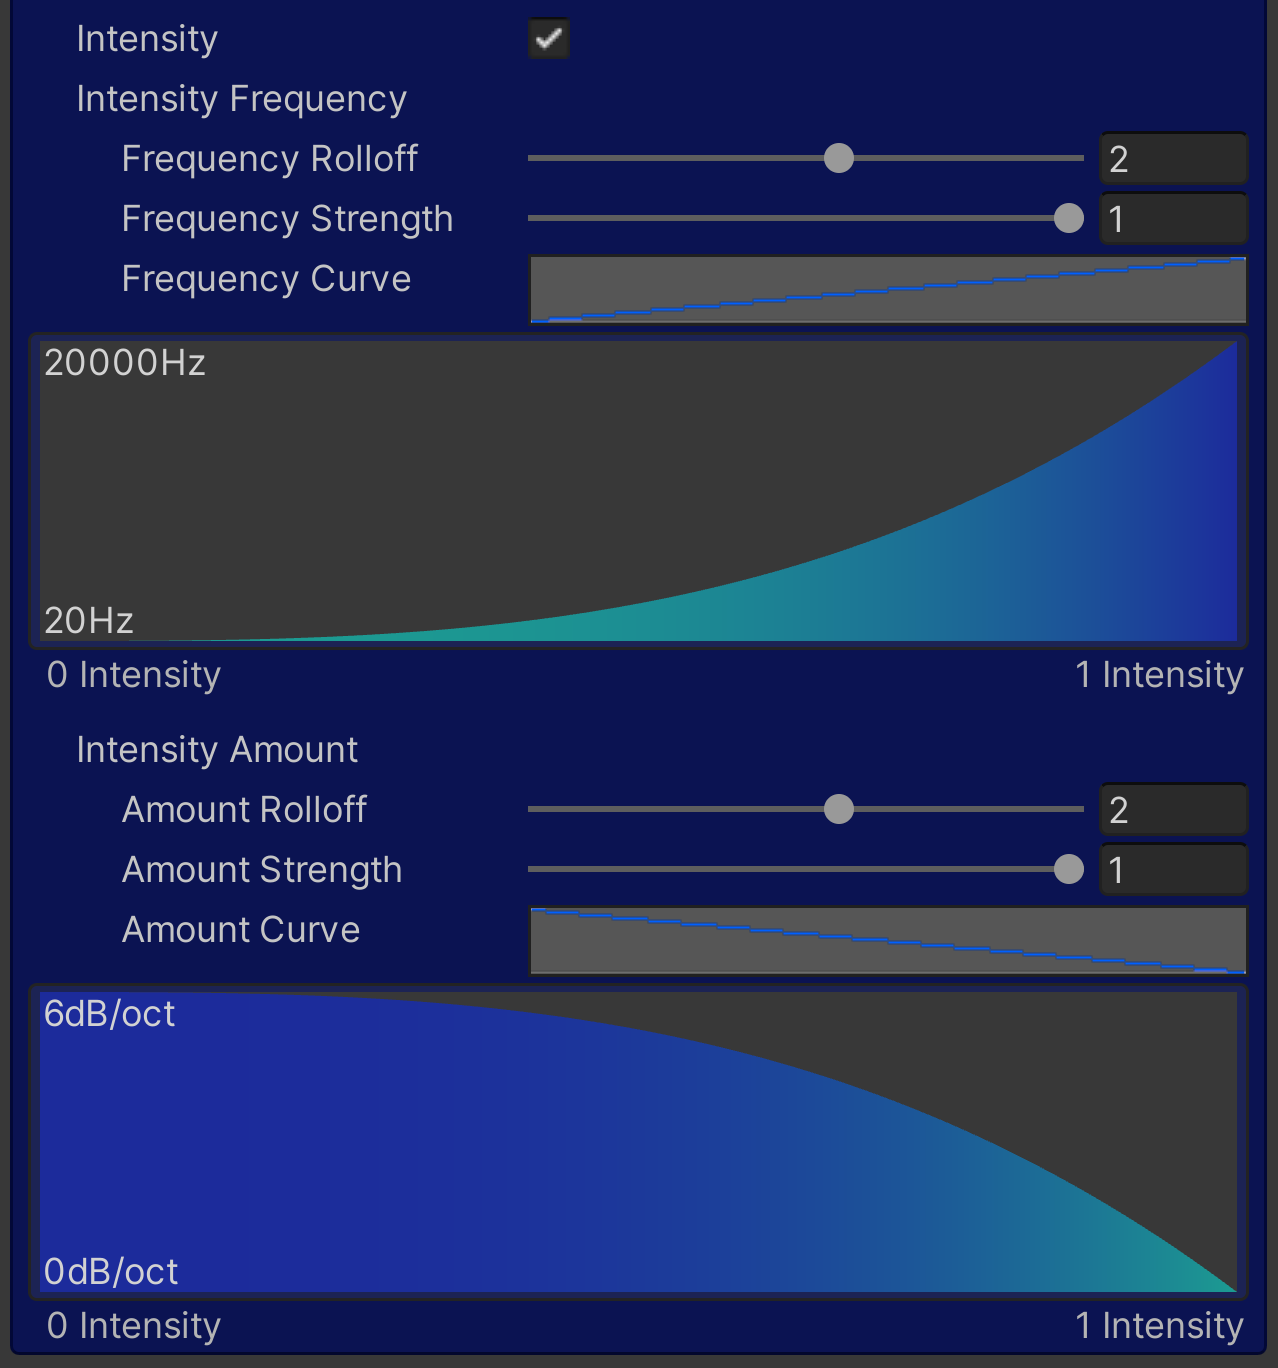 Intensity
Intensity Frequency
Frequency Rolloff 2
Frequency Strength 1
Frequency Curve
20000Hz
20Hz
0 Intensity 1 Intensity
Intensity Amount
Amount Rolloff 2
Amount Strength 1
Amount Curve
6dB/oct
0dB/oct
0 Intensity 1 Intensity